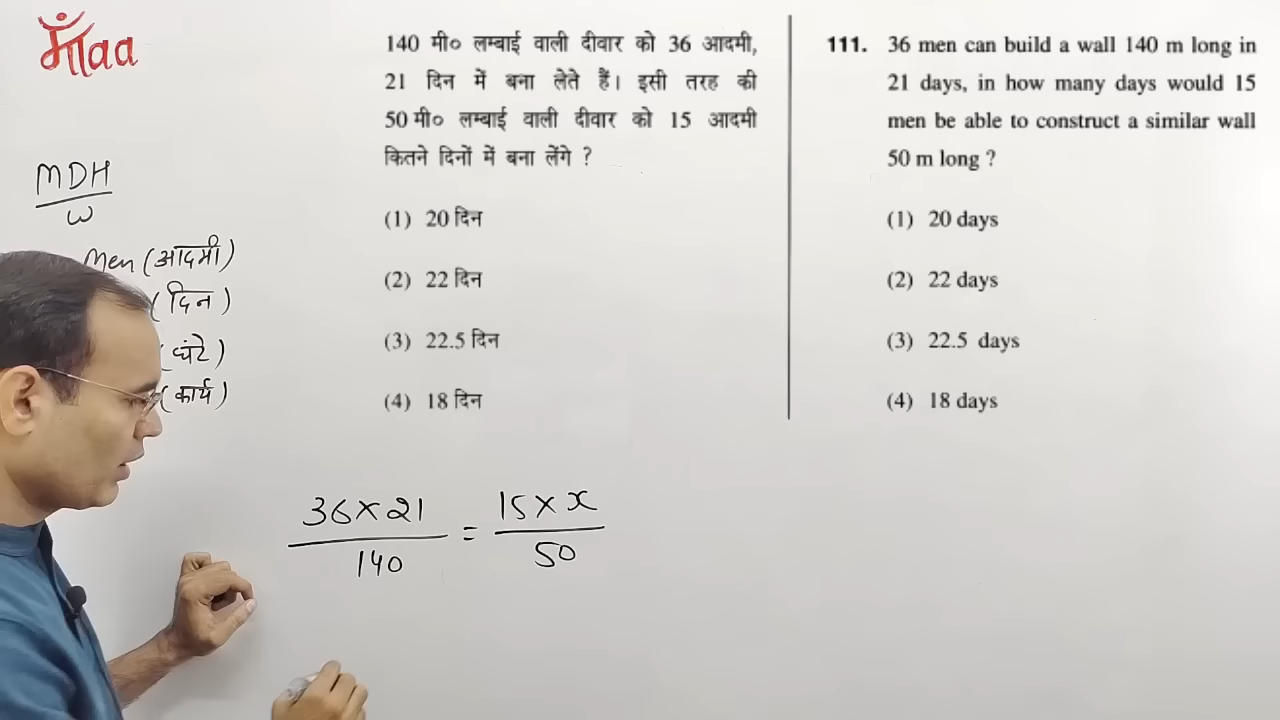 माँaa
MDH
W
Men (आदमी)
(दिन)
(घंटे)
(कार्य)
140 मी० लम्बाई वाली दीवार को 36 आदमी,
21 दिन में बना लेते हैं। इसी तरह की
50 मी० लम्बाई वाली दीवार को 15 आदमी
कितने दिनों में बना लेंगे ?
(1) 20 दिन
(2) 22 दिन
(3) 22.5 दिन
(4) 18 दिन
111. 36 men can build a wall 140 m long in
21 days, in how many days would 15
men be able to construct a similar wall
50 m long ?
(1) 20 days
(2) 22 days
(3) 22.5 days
(4) 18 days
36 × 21 = 15 × x
140 50